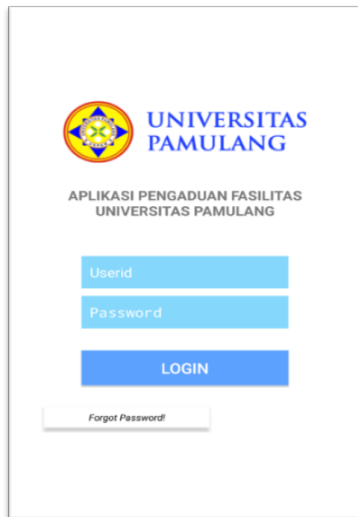 UNIVERSITAS
PAMULANG
APLIKASI PENGADUAN FASILITAS
UNIVERSITAS PAMULANG
Userid
Password
LOGIN
Forgot Password!